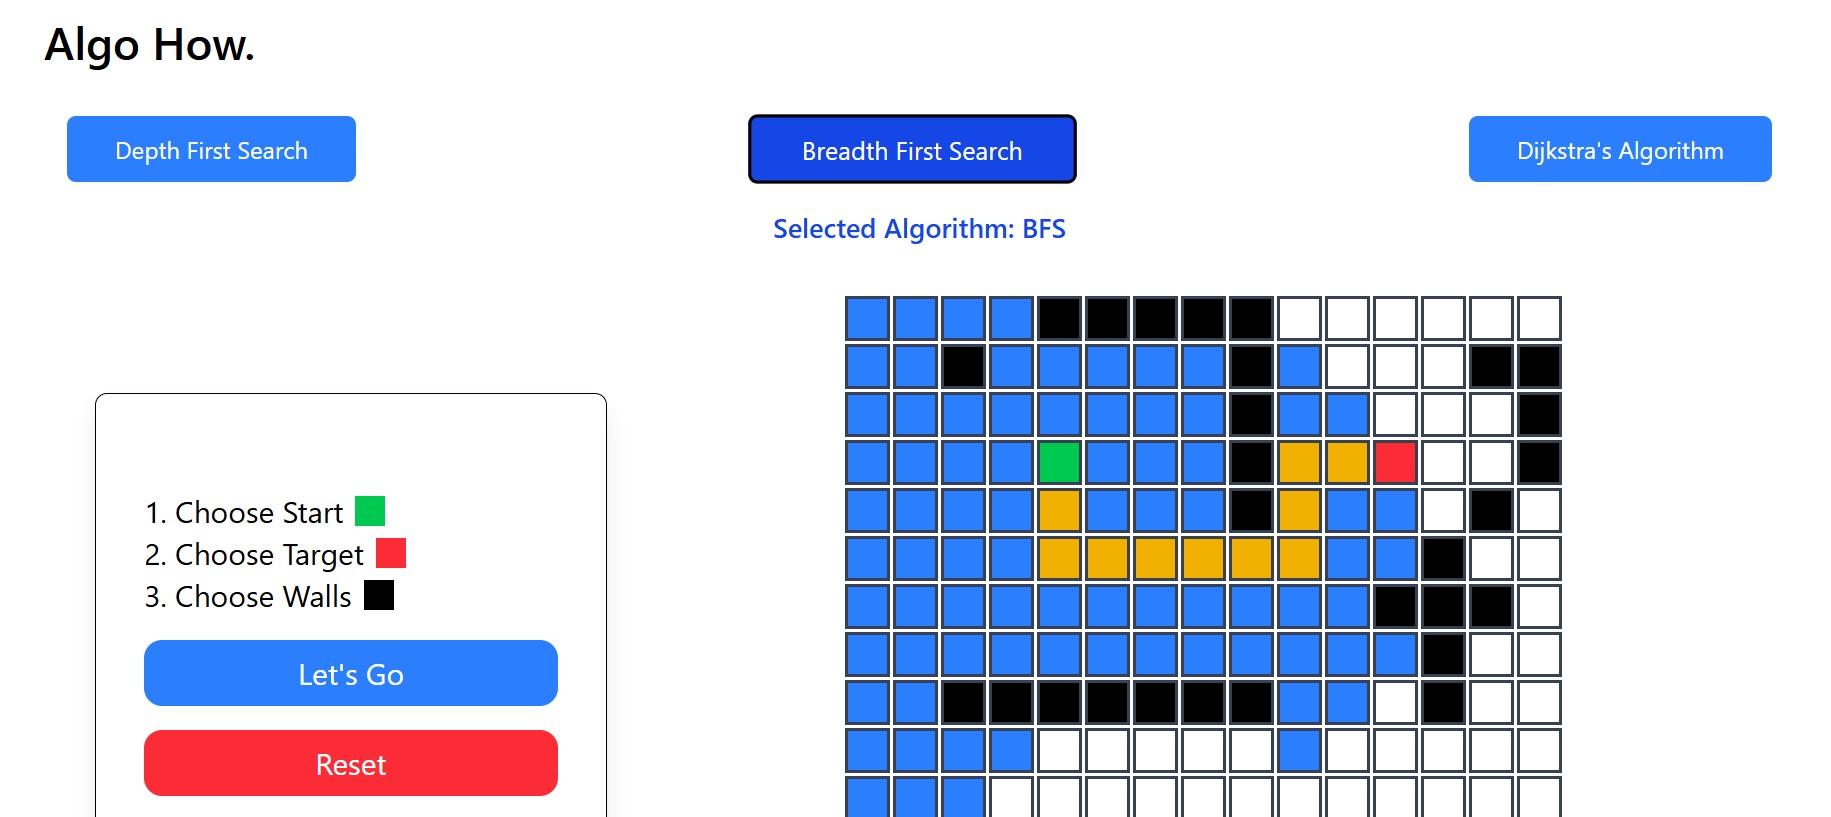 Algo How.
Depth First Search
Breadth First Search
Dijkstra's Algorithm
Selected Algorithm: BFS
1. Choose Start
2. Choose Target
3. Choose Walls
Let's Go
Reset